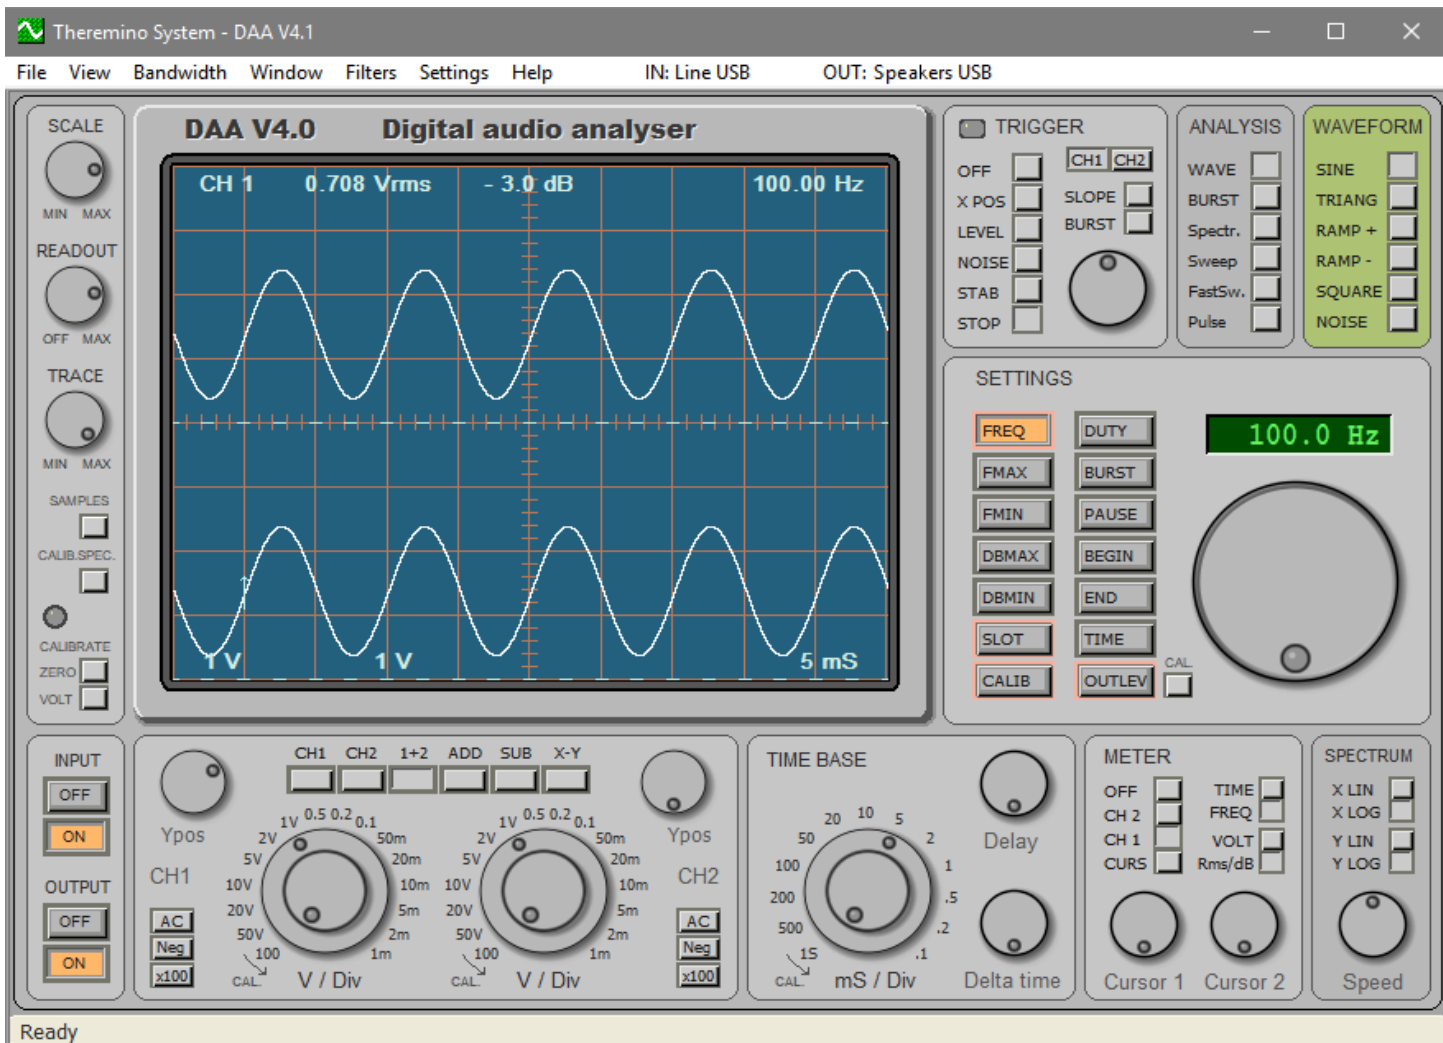 Theremino System - DAA V4.1
File View Bandwidth Window Filters Settings Help IN: Line USB OUT: Speakers USB
SCALE
MIN MAX
READOUT
OFF MAX
TRACE
MIN MAX
SAMPLES
CALIB.SPEC.
CALIBRATE
ZERO
VOLT
DAA V4.0 Digital audio analyser
CH 1 0.708 Vrms - 3.0 dB 100.00 Hz
1 V 1 V 5 mS
TRIGGER
CH1 CH2
OFF
X POS
LEVEL
NOISE
STAB
STOP
SLOPE
BURST
ANALYSIS
WAVE
BURST
Spectr.
Sweep
FastSw.
Pulse
WAVEFORM
SINE
TRIANG
RAMP +
RAMP -
SQUARE
NOISE
SETTINGS
FREQ DUTY
FMAX BURST
FMIN PAUSE
DBMAX BEGIN
DBMIN END
SLOT TIME
CALIB OUTLEV
CAL.
100.0 Hz
INPUT
OFF
ON
OUTPUT
OFF
ON
CH1 CH2 1+2 ADD SUB X-Y
Ypos
CH1
AC
Neg
x100
1V 0.5 0.2 0.1
2V 50m
5V 20m
10V 10m
20V 5m
50V 2m
100 1m
CAL. V / Div
1V 0.5 0.2 0.1
2V 50m
5V 20m
10V 10m
20V 5m
50V 2m
100 1m
CAL. V / Div
Ypos
CH2
AC
Neg
x100
TIME BASE
20 10 5
50 2
100 1
200 .5
500 .2
1S .1
CAL. mS / Div
Delay
Delta time
METER
OFF TIME
CH 2 FREQ
CH 1 VOLT
CURS Rms/dB
Cursor 1 Cursor 2
SPECTRUM
X LIN
X LOG
Y LIN
Y LOG
Speed
Ready